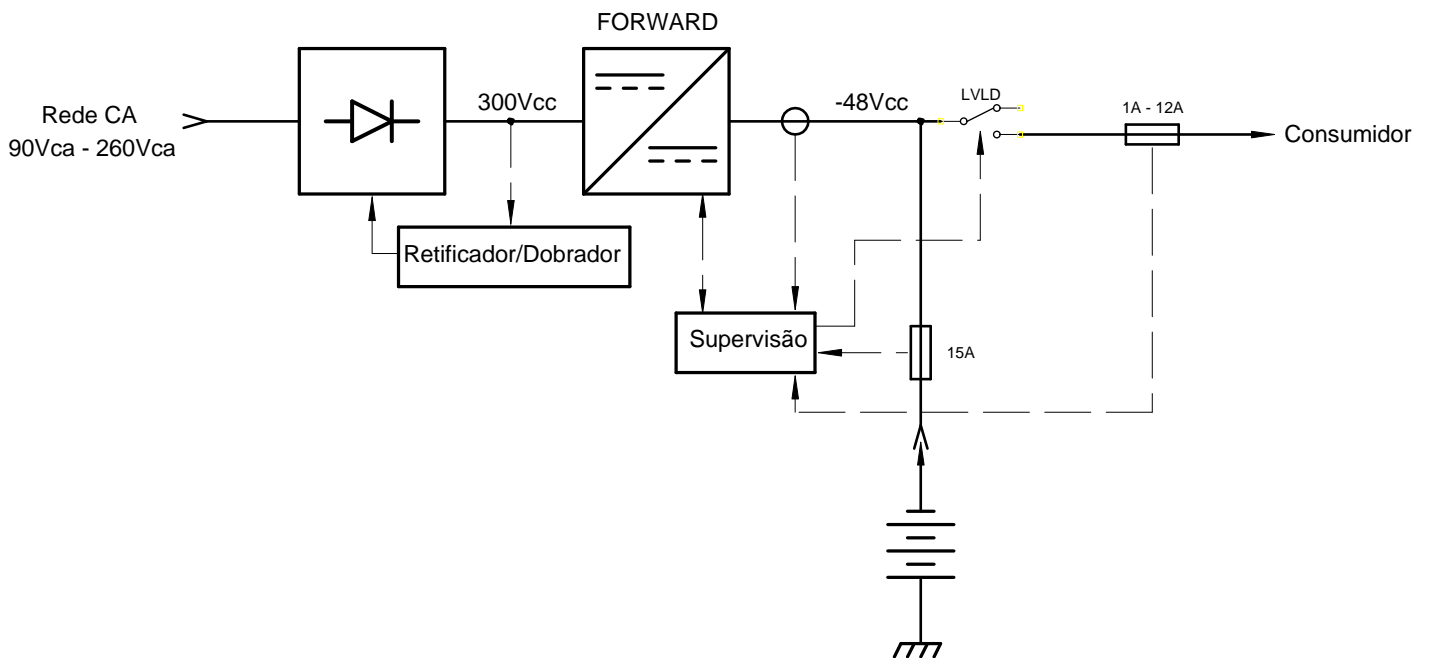 FORWARD
Rede CA
90Vca - 260Vca
300Vcc
-48Vcc
LVLD
1A - 12A
Consumidor
Retificador/Dobrador
Supervisão
15A